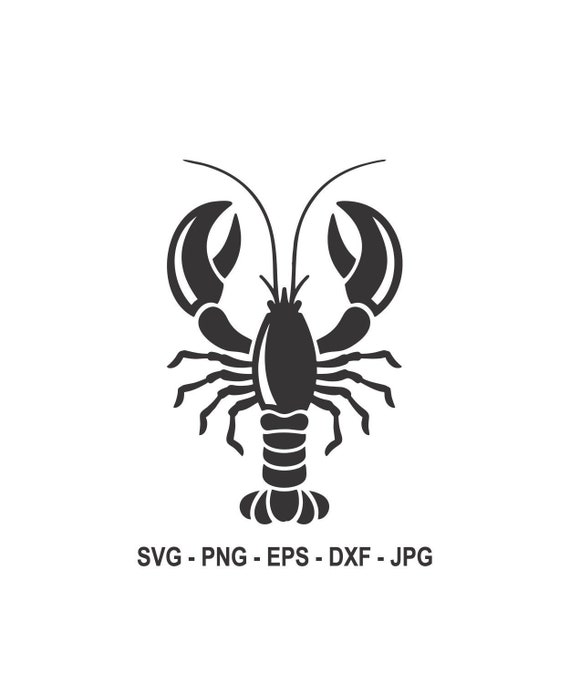 SVG - PNG - EPS - DXF - JPG